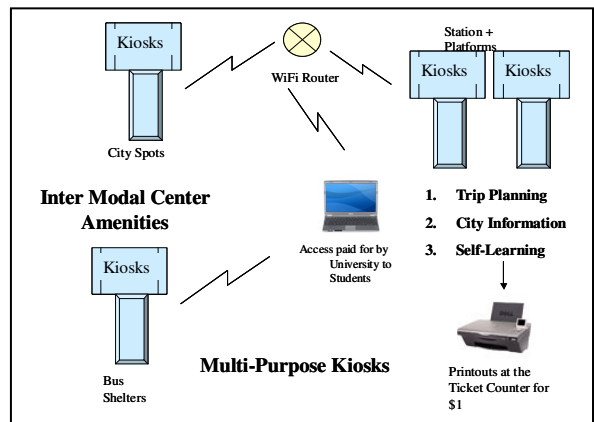 Station +
Platforms
Kiosks
Kiosks
Kiosks
WiFi Router
City Spots
Inter Modal Center
Amenities
1. Trip Planning
2. City Information
3. Self-Learning
Access paid for by
University to
Students
Kiosks
Multi-Purpose Kiosks
Bus
Shelters
Printouts at the
Ticket Counter for
$1
DELL